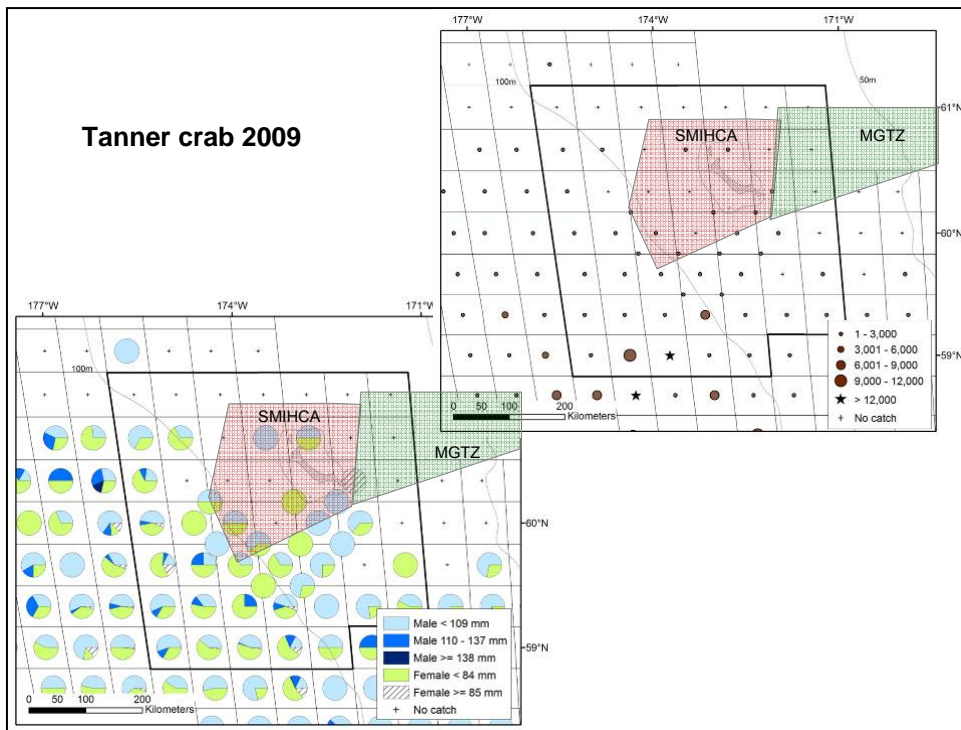 Tanner crab 2009
177°W 174°W 171°W
100m
50m
61°N
SMIHCA
MGTZ
60°N
59°N
1 - 3,000
3,001 - 6,000
6,001 - 9,000
9,000 - 12,000
> 12,000
No catch
0 50 100 200
Kilometers
177°W 174°W 171°W
100m
SMIHCA
MGTZ
60°N
59°N
Male < 109 mm
Male 110 - 137 mm
Male >= 138 mm
Female < 84 mm
Female >= 85 mm
No catch
0 50 100 200
Kilometers